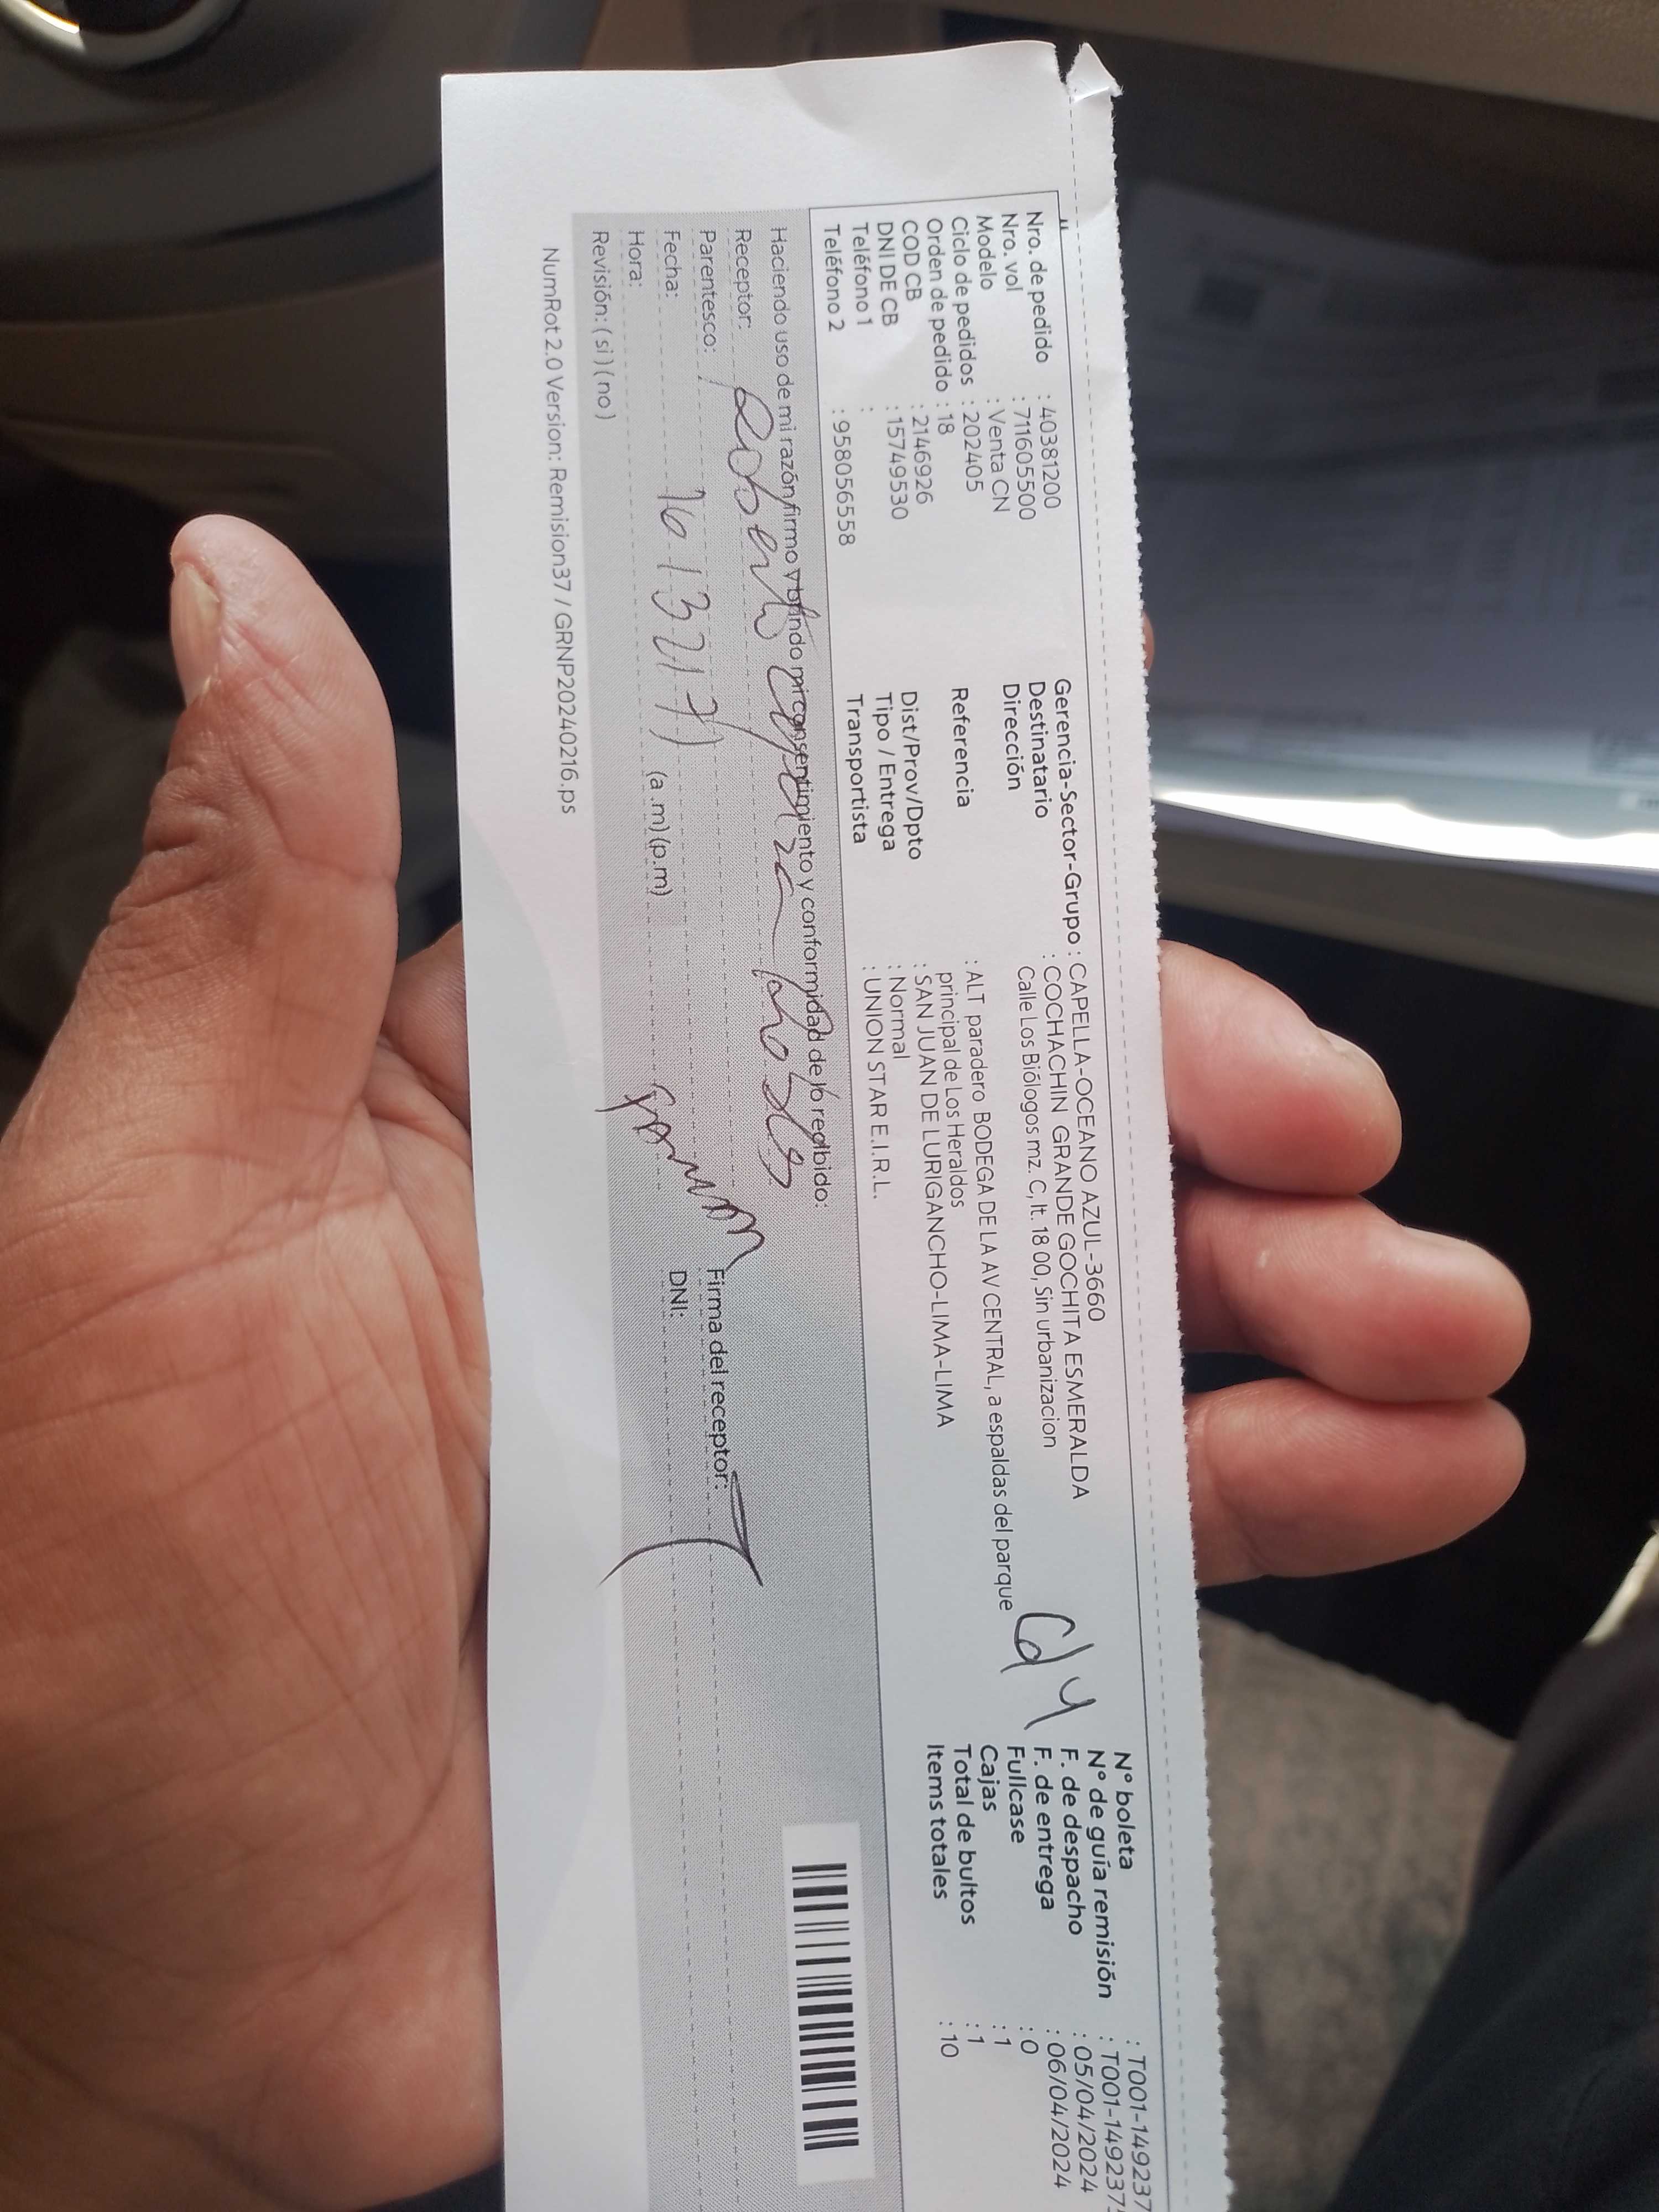 Nro. de pedido : 40381200
Nro. vol : 711605500
Modelo : Venta CN
Ciclo de pedidos : 202405
Orden de pedido : 18
COD CB : 2146926
DNI DE CB : 15749530
Teléfono 1 :
Teléfono 2 : 958056558
Gerencia-Sector-Grupo : CAPELLA-OCEANO AZUL-3660
Destinatario : COCHACHIN GRANDE GOCHITA ESMERALDA
Dirección Calle Los Biólogos mz. C, lt. 18 00, Sin urbanizacion
Referencia : ALT paradero BODEGA DE LA AV CENTRAL, a espaldas del parque
principal de Los Heraldos
Dist/Prov/Dpto : SAN JUAN DE LURIGANCHO-LIMA-LIMA
Tipo / Entrega : Normal
Transportista : UNION STAR E.I.R.L.
Cd 4
N° boleta : T001-149237
N° de guía remisión : T001-149237
F. de despacho : 05/04/2024
F. de entrega : 06/04/2024
Fullcase : 0
Cajas : 1
Total de bultos : 1
Items totales : 10
Haciendo uso de mi razón firmo y brindo mi consentimiento y conformidad de lo recibido:
Receptor:
Parentesco:
Fecha:
Hora: (a.m) (p.m)
Revisión: ( si ) ( no )
Firma del receptor:
DNI:
NumRot 2.0 Version: Remision37 / GRNP20240216.ps